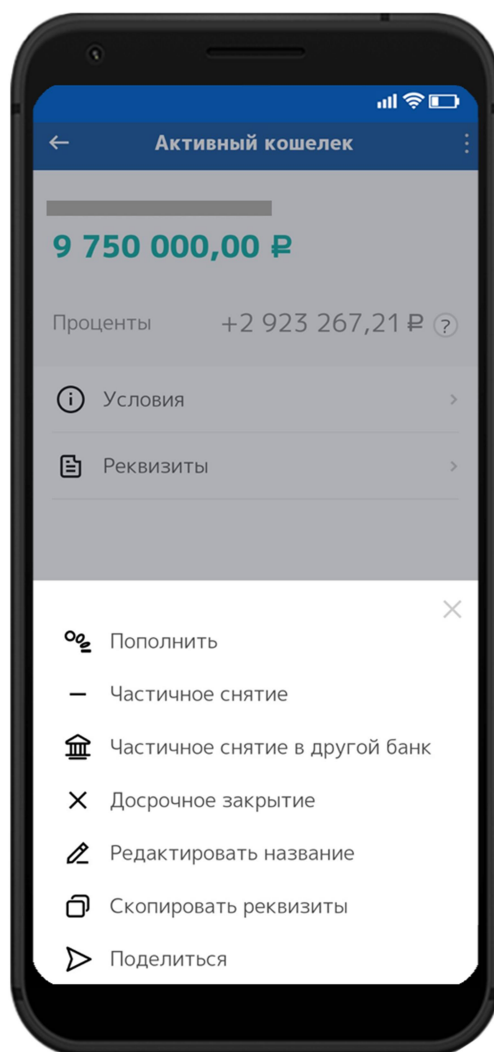 Активный кошелек
9 750 000,00 ₽
Проценты +2 923 267,21 ₽ ?
Условия
Реквизиты
Пополнить
Частичное снятие
Частичное снятие в другой банк
Досрочное закрытие
Редактировать название
Скопировать реквизиты
Поделиться